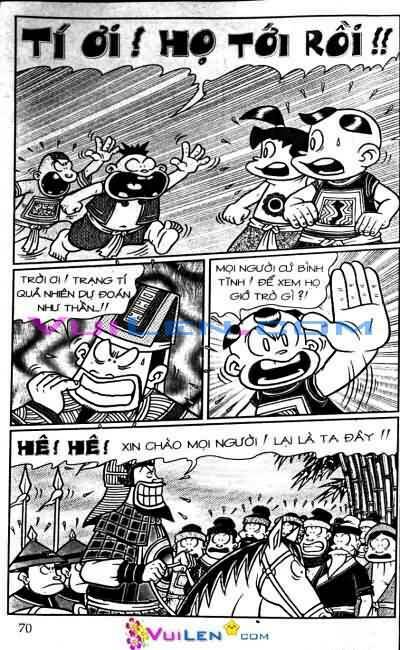 TÍ ƠI! HỌ TỚI RỒI!!
TRỜI ƠI! TRẠNG TÍ
QUẢ NHIÊN DỰ ĐOÁN
NHƯ THẦN..!!
MỌI NGƯỜI CỨ BÌNH
TĨNH! ĐỂ XEM HỌ
GIỞ TRÒ GÌ?!
VUILEN.COM
HÊ! HÊ! XIN CHÀO MỌI NGƯỜI! LẠI LÀ TA ĐÂY!!
70
VUILEN.COM